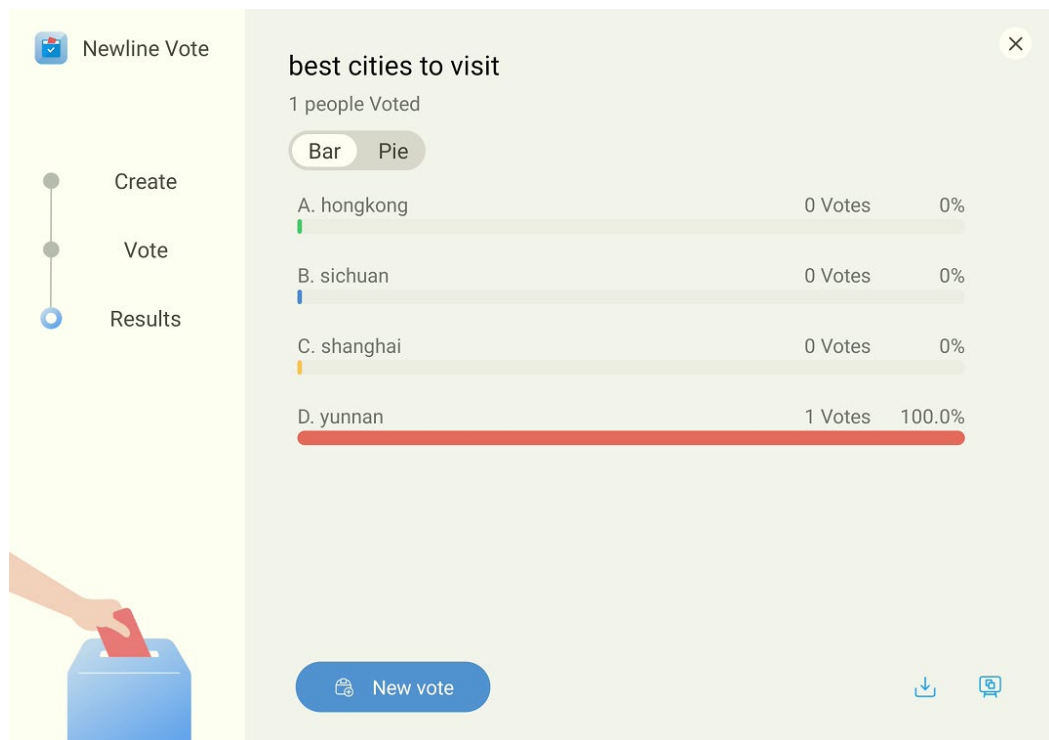 Newline Vote
Create
Vote
Results
best cities to visit
1 people Voted
Bar Pie
A. hongkong 0 Votes 0%
B. sichuan 0 Votes 0%
C. shanghai 0 Votes 0%
D. yunnan 1 Votes 100.0%
New vote